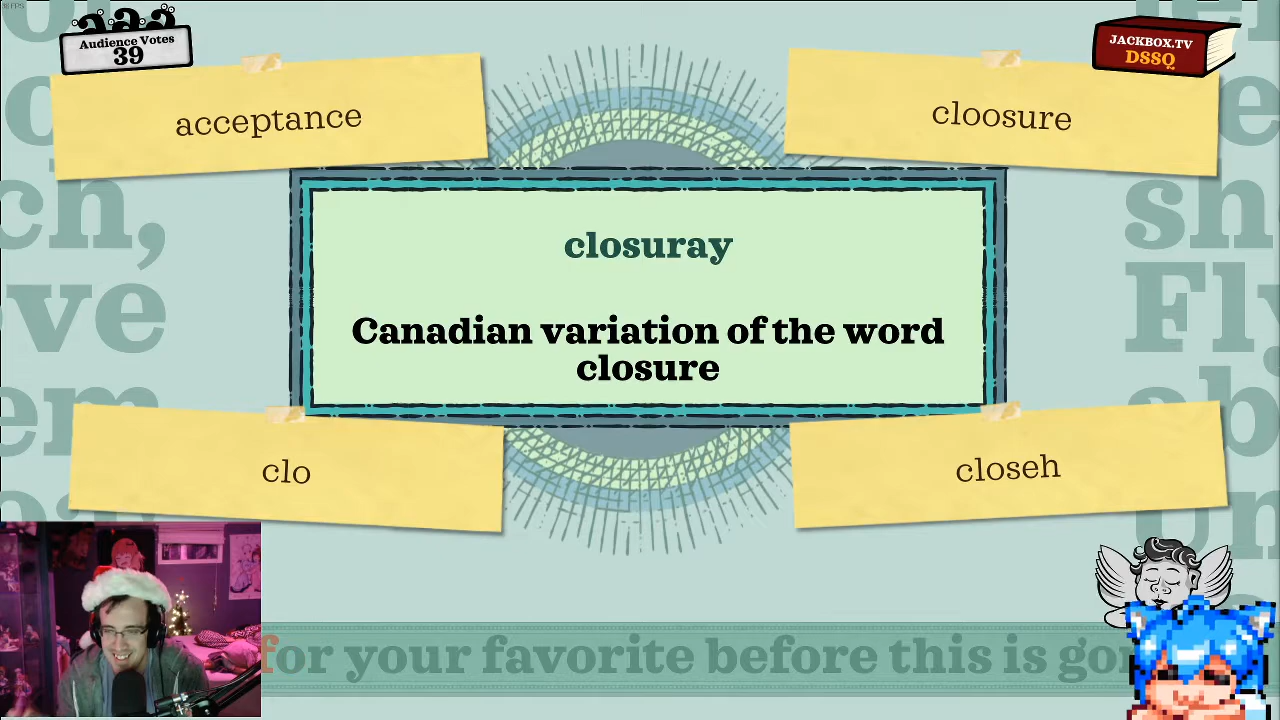 Audience Votes
39
JACKBOX.TV
DSSQ
acceptance
cloosure
closuray
Canadian variation of the word
closure
clo
closeh
for your favorite before this is gon